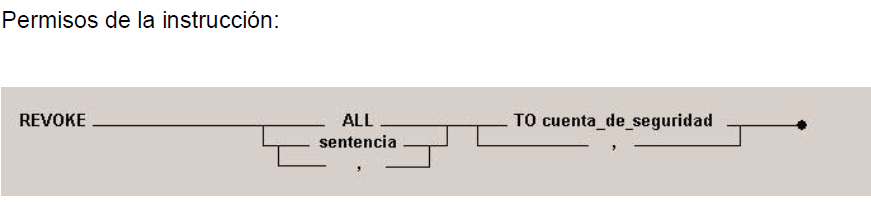 Permisos de la instrucción:
REVOKE ALL TO cuenta_de_seguridad
sentencia ,
,